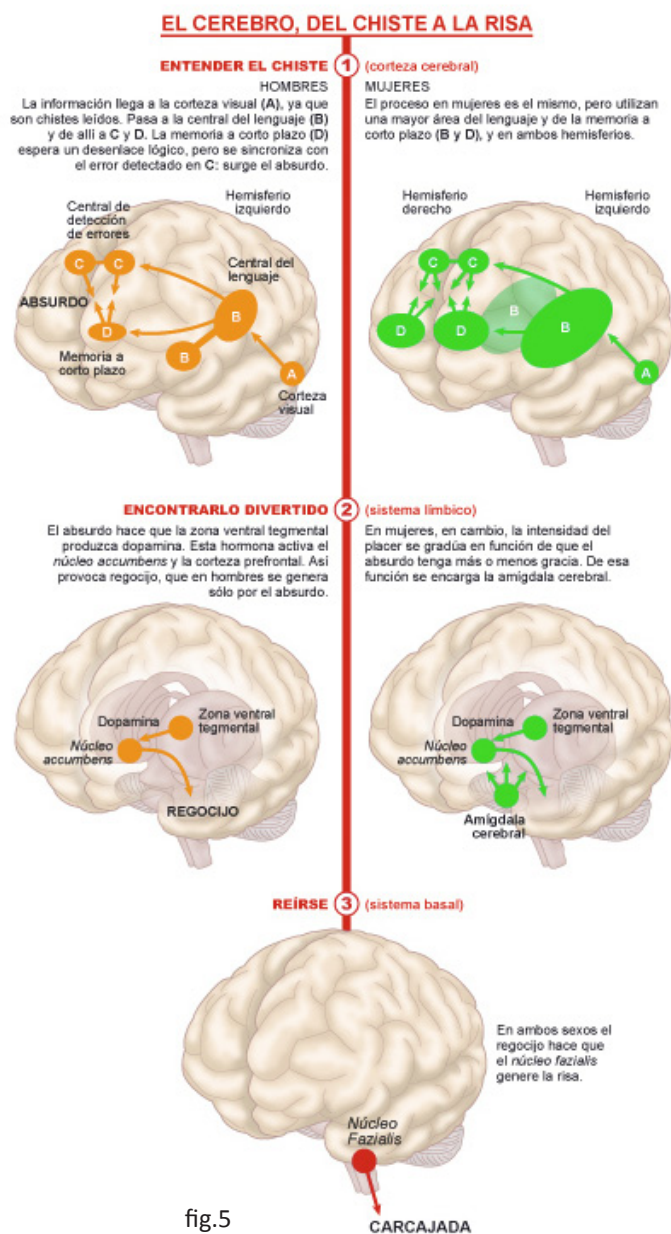 EL CEREBRO, DEL CHISTE A LA RISA
ENTENDER EL CHISTE 1 (corteza cerebral)
HOMBRES
La información llega a la corteza visual (A), ya que
son chistes leídos. Pasa a la central del lenguaje (B)
y de allí a C y D. La memoria a corto plazo (D)
espera un desenlace lógico, pero se sincroniza con
el error detectado en C: surge el absurdo.
MUJERES
El proceso en mujeres es el mismo, pero utilizan
una mayor área del lenguaje y de la memoria a
corto plazo (B y D), y en ambos hemisferios.
Central de
detección
de errores
Hemisferio
izquierdo
Central del
lenguaje
C
C
ABSURDO
B
D
B
Memoria a
corto plazo
A
Corteza
visual
Hemisferio
derecho
Hemisferio
izquierdo
C
C
B
B
D
D
A
ENCONTRARLO DIVERTIDO 2 (sistema límbico)
El absurdo hace que la zona ventral tegmental
produzca dopamina. Esta hormona activa el
núcleo accumbens y la corteza prefrontal. Así
provoca regocijo, que en hombres se genera
sólo por el absurdo.
En mujeres, en cambio, la intensidad del
placer se gradúa en función de que el
absurdo tenga más o menos gracia. De esa
función se encarga la amígdala cerebral.
Dopamina
Zona ventral
tegmental
Núcleo
accumbens
REGOCIJO
Dopamina
Zona ventral
tegmental
Núcleo
accumbens
Amígdala
cerebral
REÍRSE 3 (sistema basal)
En ambos sexos el
regocijo hace que
el núcleo fazialis
genere la risa.
Núcleo
Fazialis
fig.5
CARCAJADA